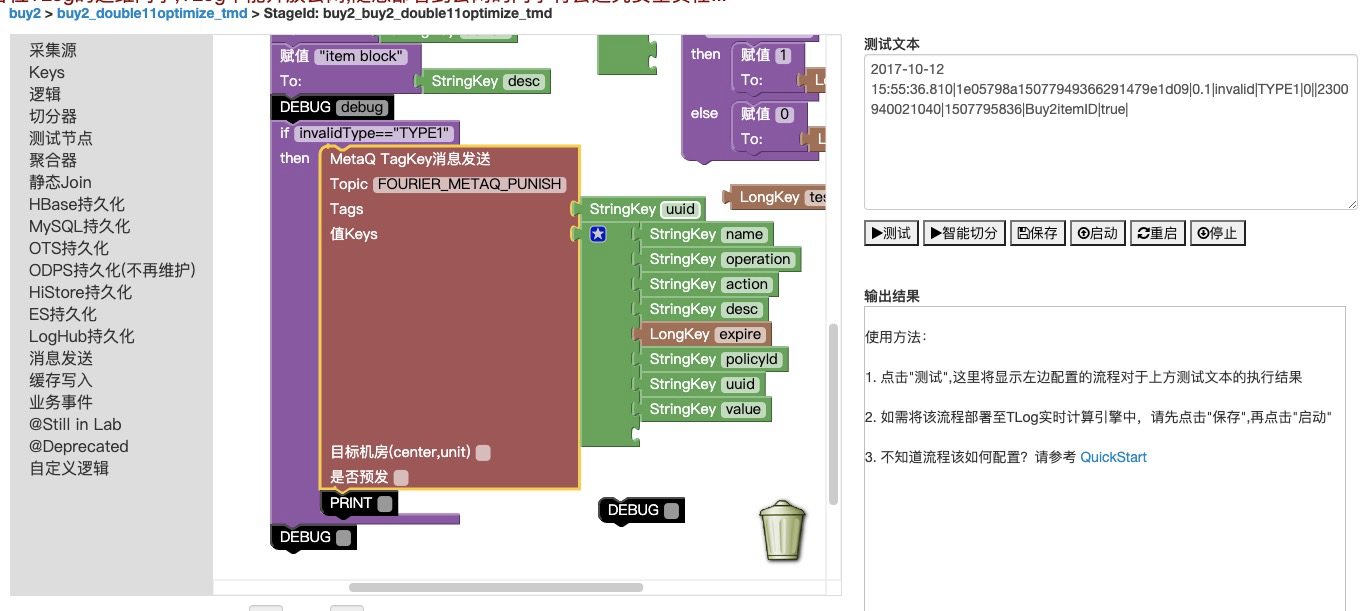 buy2 > buy2_double11optimize_tmd > StageId: buy2_buy2_double11optimize_tmd
采集源
Keys
逻辑
切分器
测试节点
聚合器
静态Join
HBase持久化
MySQL持久化
OTS持久化
ODPS持久化(不再维护)
HiStore持久化
ES持久化
LogHub持久化
消息发送
缓存写入
业务事件
@Still in Lab
@Deprecated
自定义逻辑
赋值 "item block"
To: StringKey desc
DEBUG debug
if invalidType=="TYPE1"
then MetaQ TagKey消息发送
Topic FOURIER_METAQ_PUNISH
Tags StringKey uuid
值Keys StringKey name
StringKey operation
StringKey action
StringKey desc
LongKey expire
StringKey policyId
StringKey uuid
StringKey value
目标机房(center,unit)
是否预发
PRINT
DEBUG
DEBUG
then 赋值 1
To:
else 赋值 0
To:
LongKey
测试文本
2017-10-12
15:55:36.810|1e05798a15077949366291479e1d09|0.1|invalid|TYPE1|0||2300
940021040|1507795836|Buy2itemID|true|
测试 智能切分 保存 启动 重启 停止
输出结果
使用方法：
1. 点击"测试",这里将显示左边配置的流程对于上方测试文本的执行结果
2. 如需将该流程部署至TLog实时计算引擎中，请先点击"保存",再点击"启动"
3. 不知道流程该如何配置？请参考 QuickStart